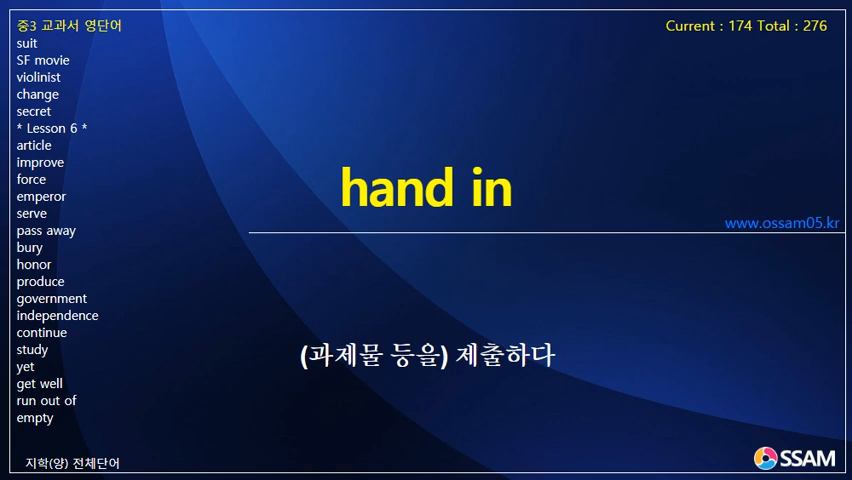 중3 교과서 영단어
Current : 174 Total : 276
suit
SF movie
violinist
change
secret
* Lesson 6 *
article
improve
force
emperor
serve
pass away
bury
honor
produce
government
independence
continue
study
yet
get well
run out of
empty
hand in
www.ossam05.kr
(과제물 등을) 제출하다
지학(양) 전체단어
OSSAM